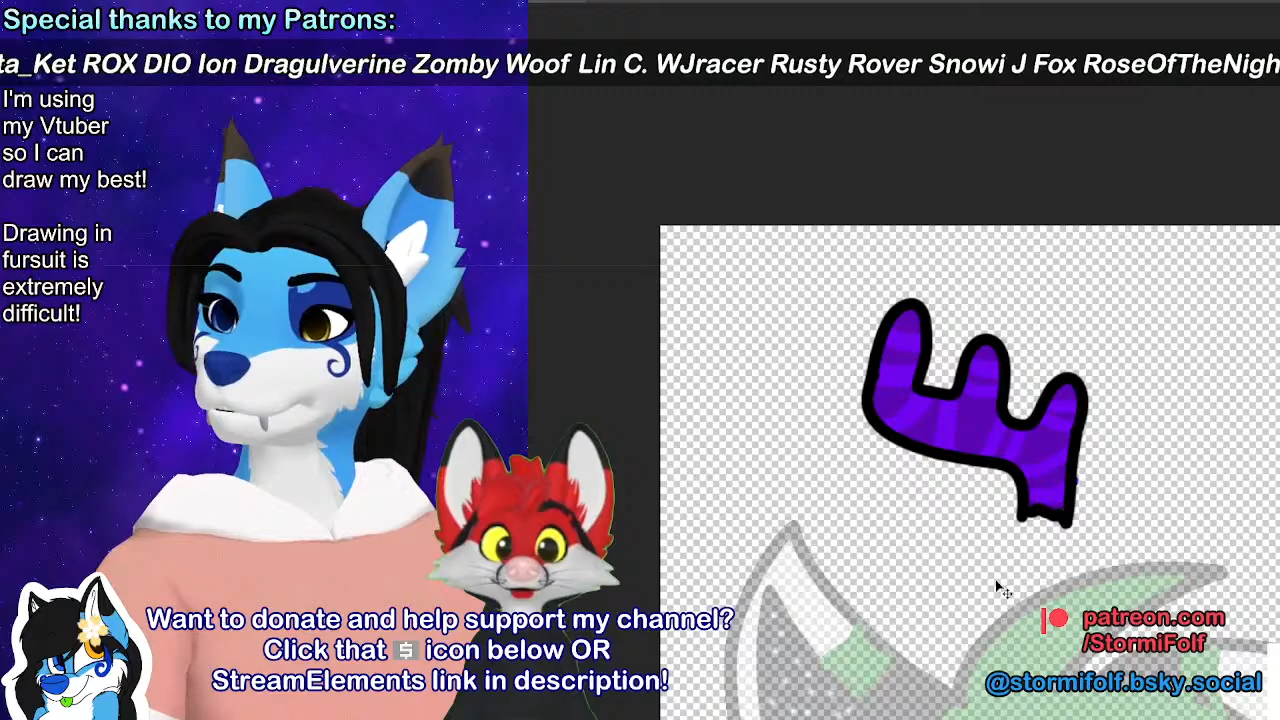 Special thanks to my Patrons:
ta_Ket ROX DIO Ion Dragulverine Zomby Woof Lin C. WJracer Rusty Rover Snowi J Fox RoseOfTheNigh
I'm using
my Vtuber
so I can
draw my best!
Drawing in
fursuit is
extremely
difficult!
Want to donate and help support my channel?
Click that S icon below OR
StreamElements link in description!
patreon.com
/StormiFolf
@stormifolf.bsky.social